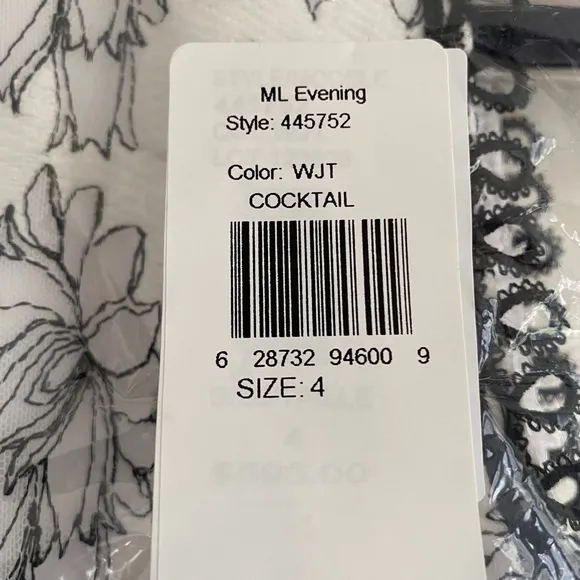 ML Evening
Style: 445752
Color: WJT
COCKTAIL
6 28732 94600 9
SIZE: 4